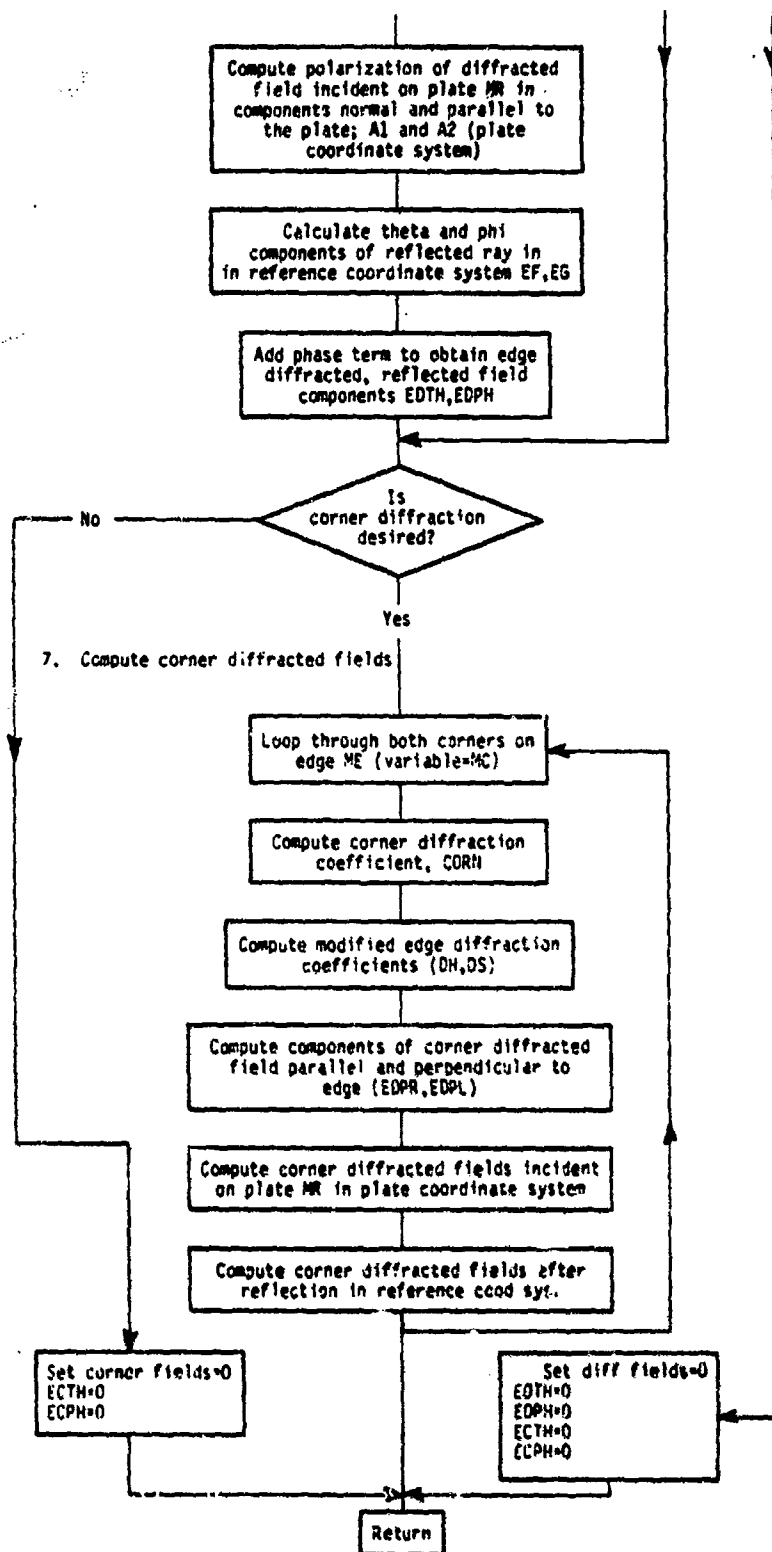 Compute polarization of diffracted
field incident on plate MR in
components normal and parallel to
the plate; A1 and A2 (plate
coordinate system)
Calculate theta and phi
components of reflected ray in
in reference coordinate system EF,EG
Add phase term to obtain edge
diffracted, reflected field
components EDTH,EDPH
Is
corner diffraction
desired?
No
Yes
7. Compute corner diffracted fields
Loop through both corners on
edge ME (variable=MC)
Compute corner diffraction
coefficient, CORN
Compute modified edge diffraction
coefficients (DH,DS)
Compute components of corner diffracted
field parallel and perpendicular to
edge (EDPR,EDPL)
Compute corner diffracted fields incident
on plate MR in plate coordinate system
Compute corner diffracted fields after
reflection in reference cood sys.
Set corner fields=0
ECTH=0
ECPH=0
Set diff fields=0
EDTH=0
EDPH=0
ECTH=0
ECPH=0
Return